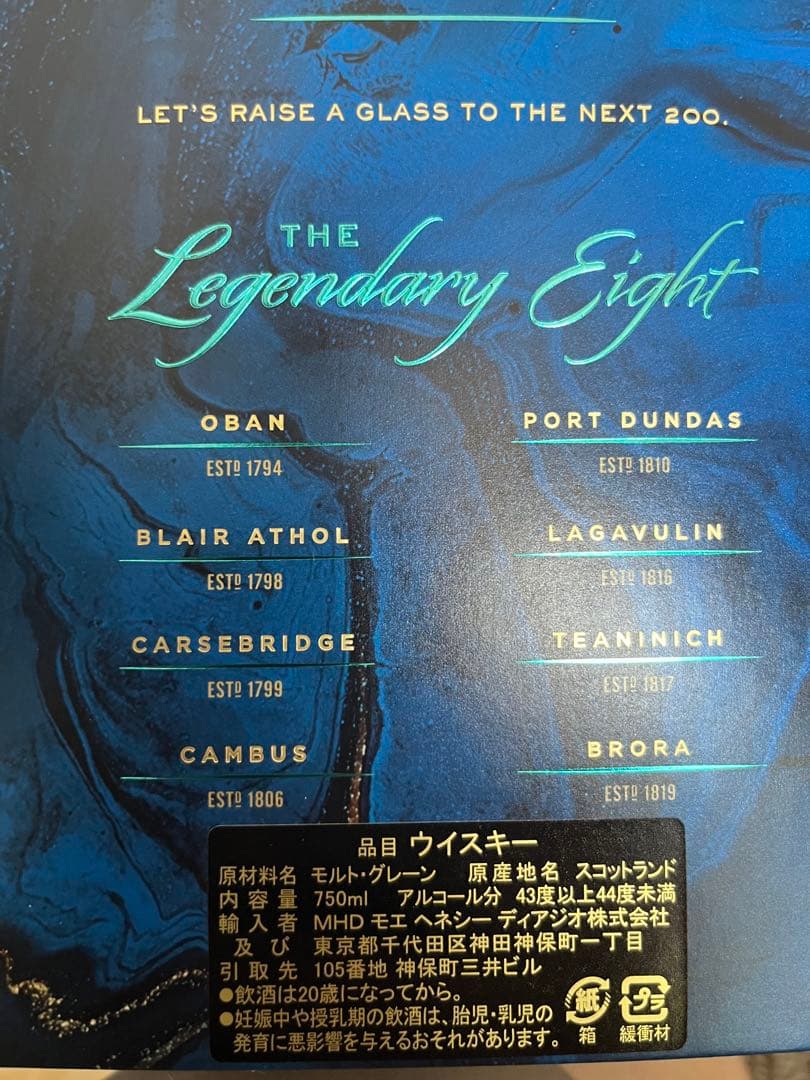 LET'S RAISE A GLASS TO THE NEXT 200.
THE
Legendary Eight
OBAN
ESTD 1794
PORT DUNDAS
ESTD 1810
BLAIR ATHOL
ESTD 1798
LAGAVULIN
ESTD 1816
CARSEBRIDGE
ESTD 1799
TEANINICH
ESTD 1817
CAMBUS
ESTD 1806
BRORA
ESTD 1819
品目 ウイスキー
原材料名 モルト・グレーン 原産地名 スコットランド
内容量 750ml アルコール分 43度以上44度未満
輸入者 MHD モエ ヘネシー ディアジオ株式会社
及び 東京都千代田区神田神保町一丁目
引取先 105番地 神保町三井ビル
●飲酒は20歳になってから。
●妊娠中や授乳期の飲酒は、胎児・乳児の
発育に悪影響を与えるおそれがあります。
紙
箱
プラ
緩衝材